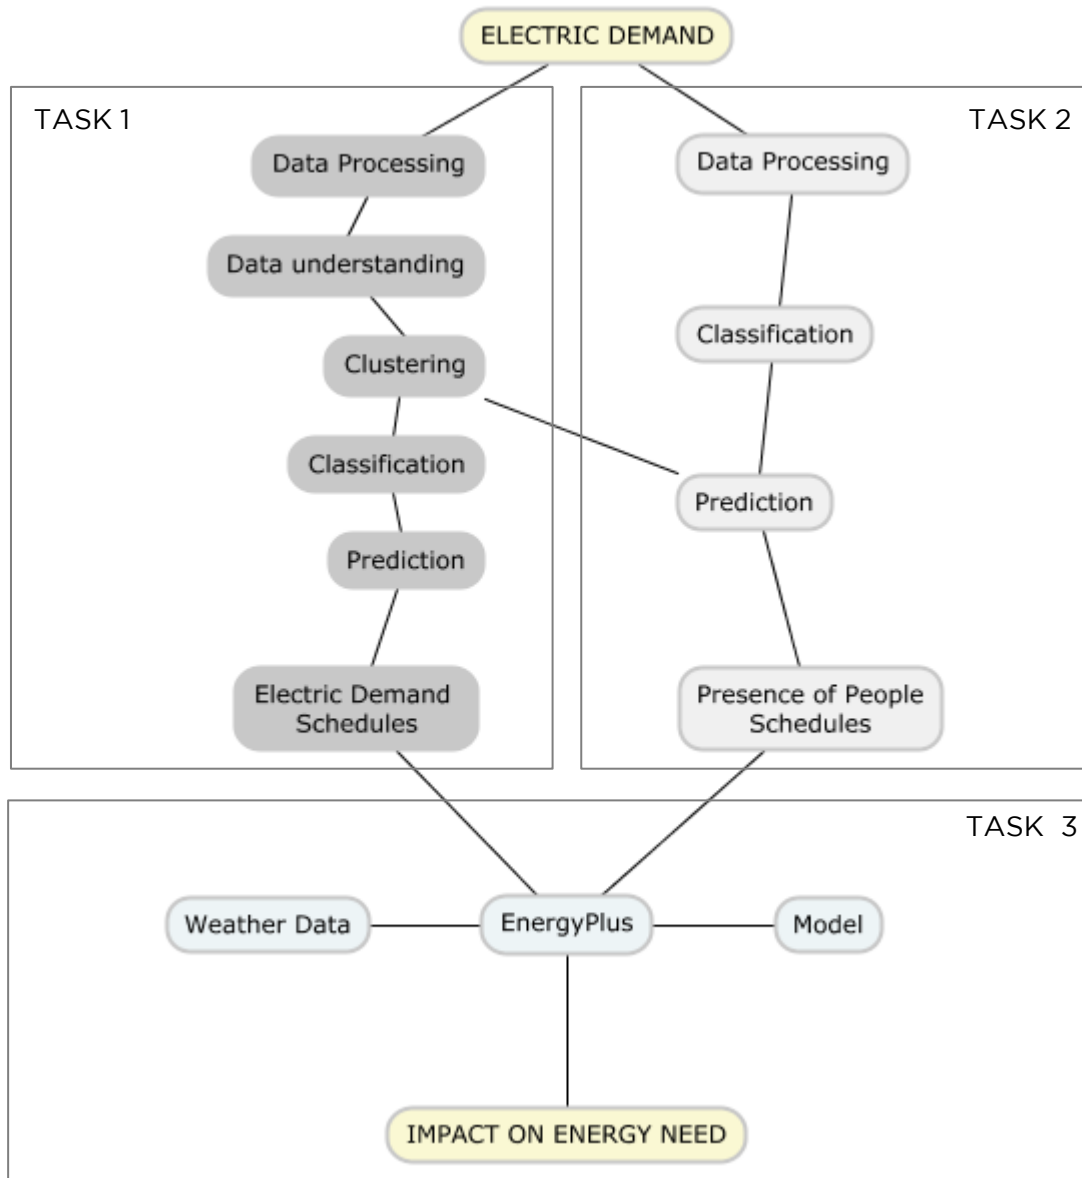 ELECTRIC DEMAND
TASK 1
Data Processing
Data understanding
Clustering
Classification
Prediction
Electric Demand
Schedules
TASK 2
Data Processing
Classification
Prediction
Presence of People
Schedules
TASK 3
Weather Data
EnergyPlus
Model
IMPACT ON ENERGY NEED